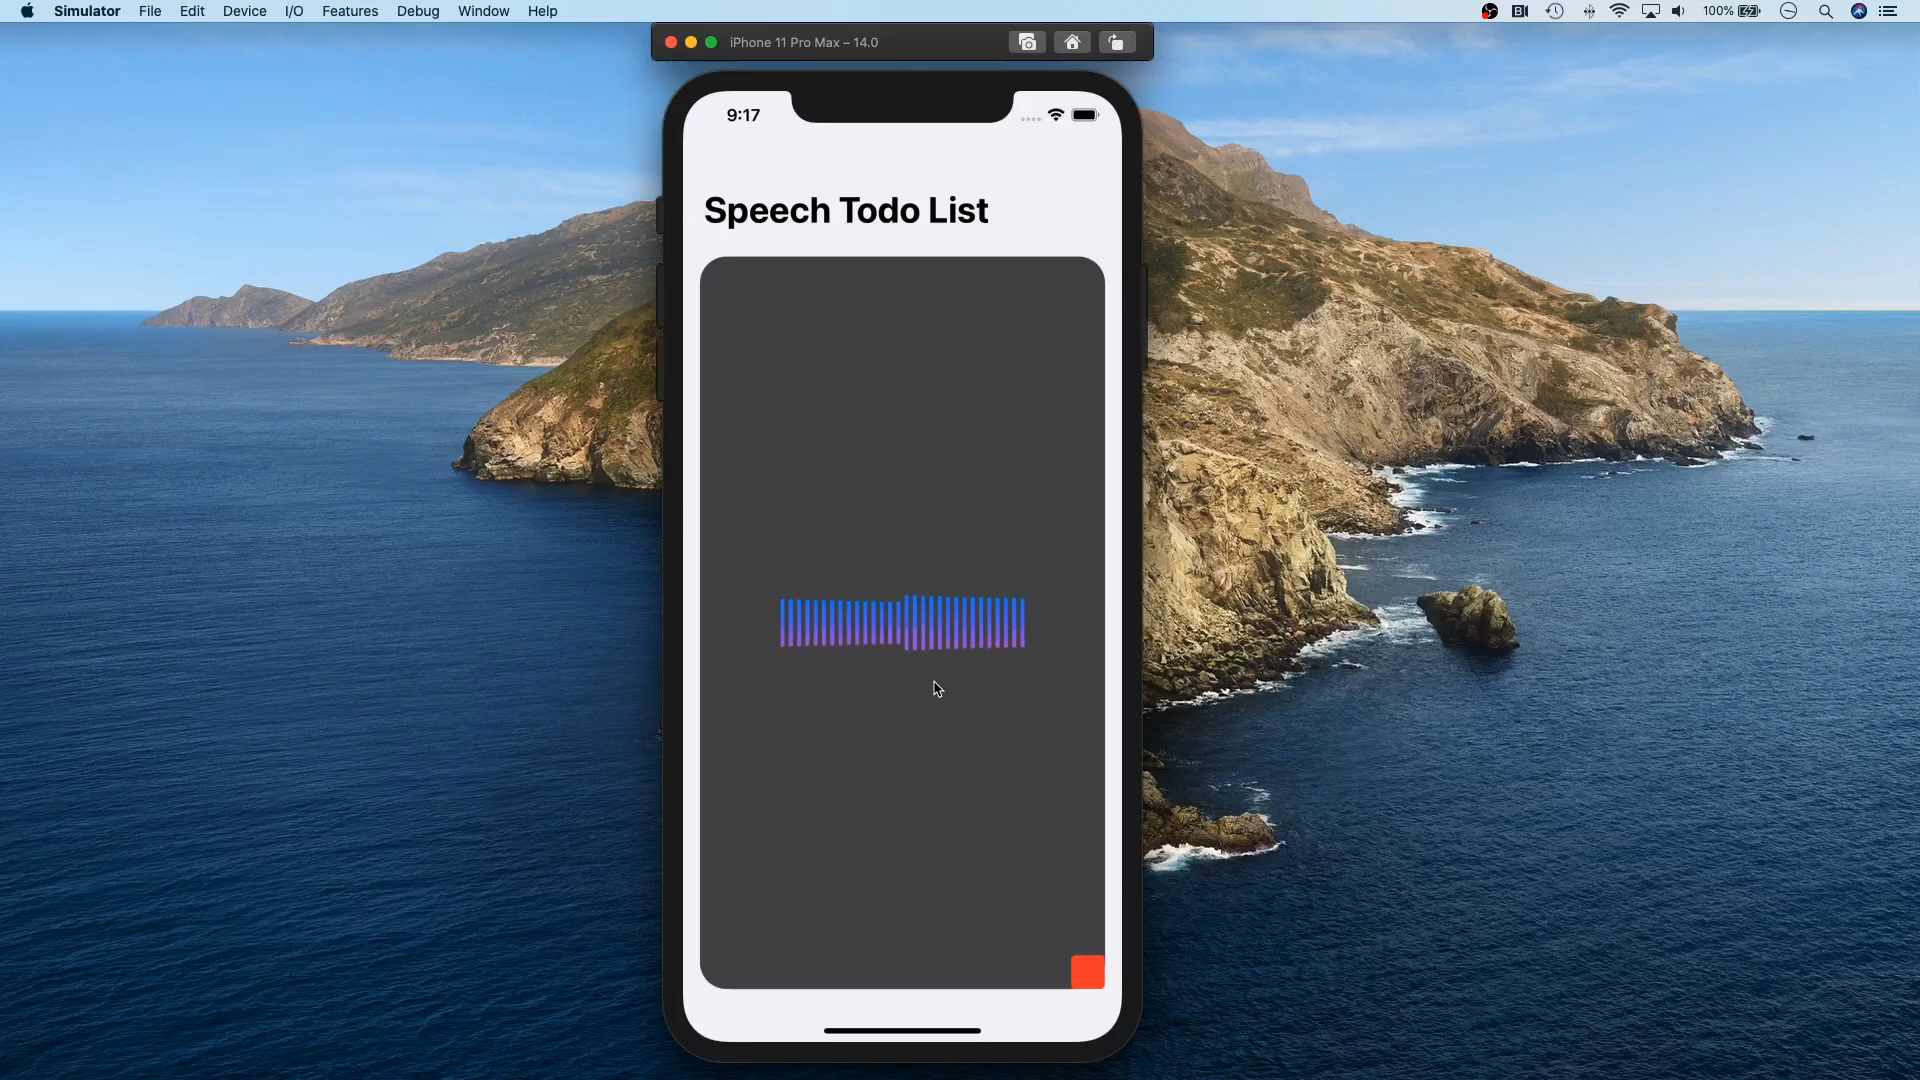 Simulator File Edit Device I/O Features Debug Window Help 100%
iPhone 11 Pro Max – 14.0
9:17
Speech Todo List